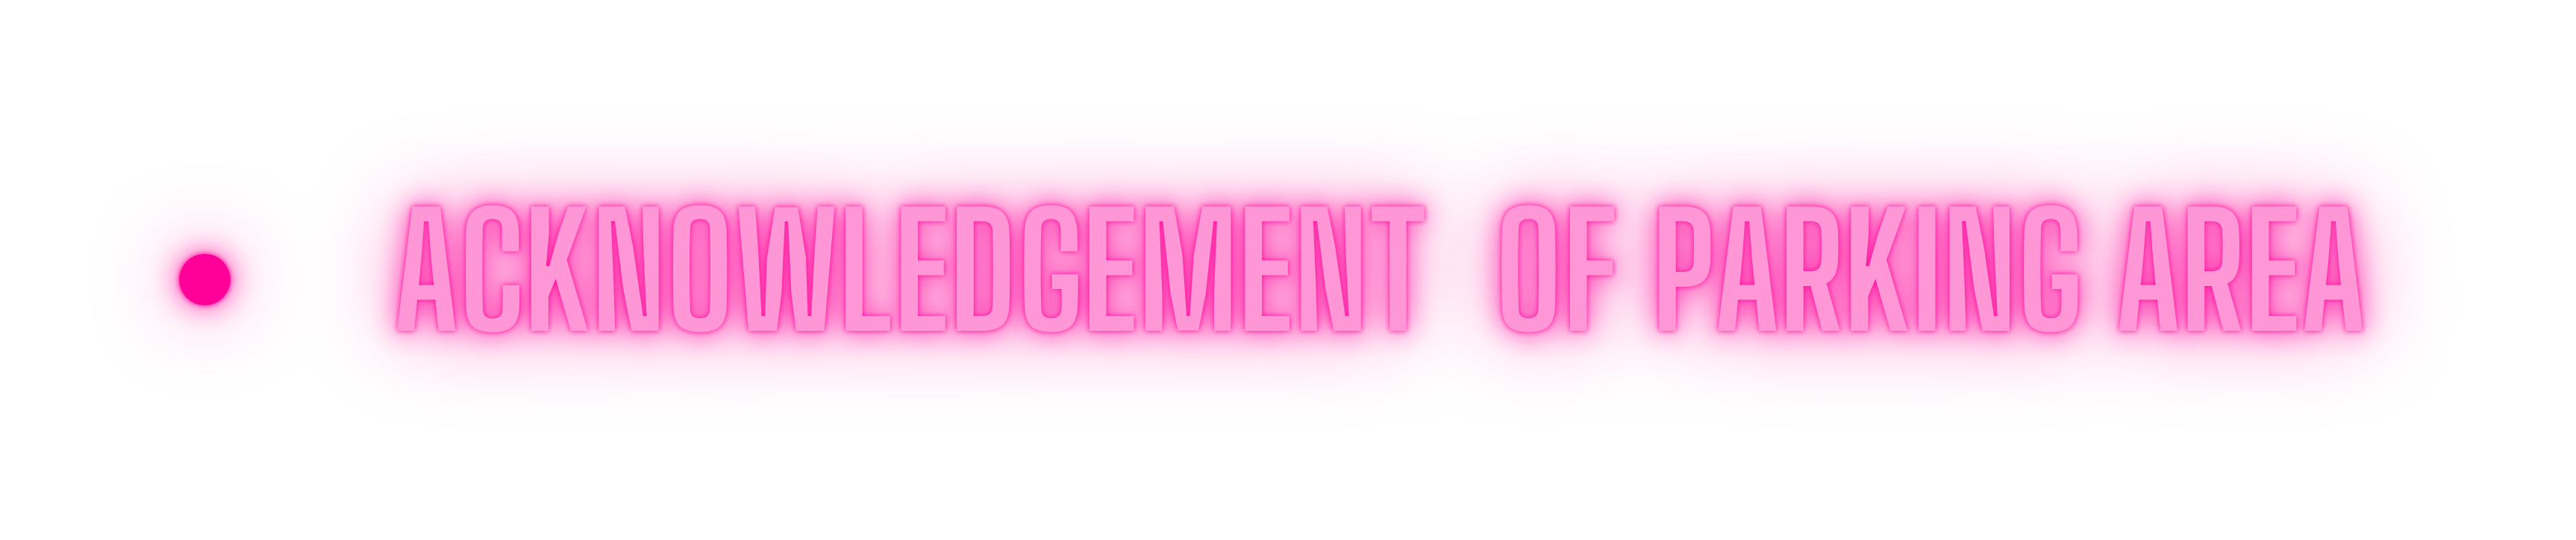 • ACKNOWLEDGEMENT OF PARKING AREA